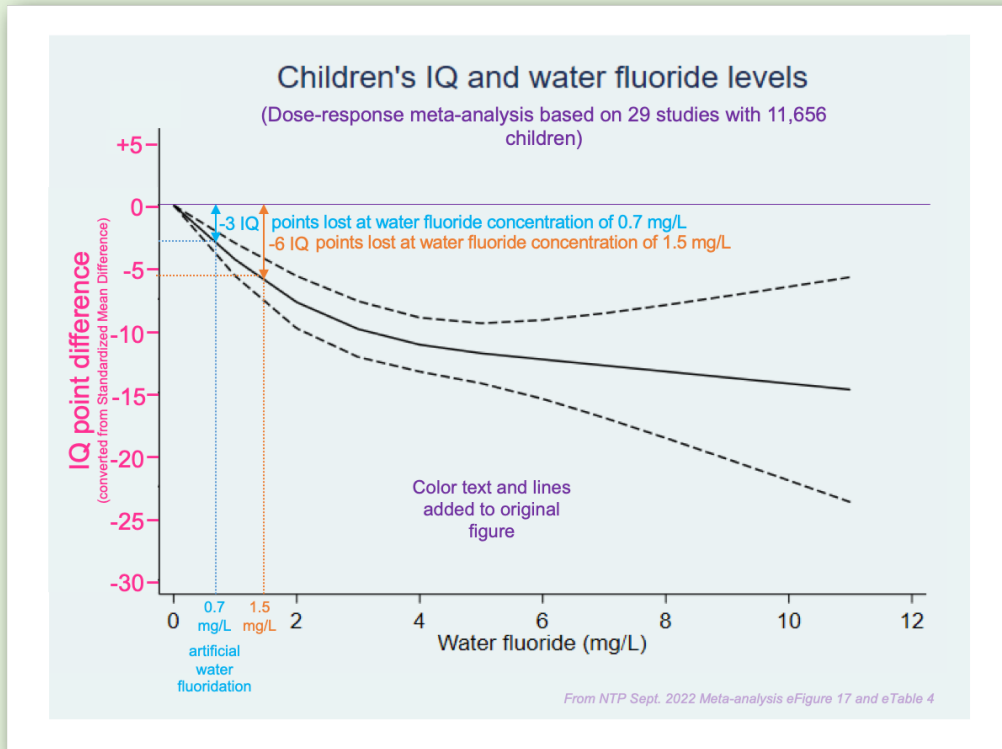 Children's IQ and water fluoride levels
(Dose-response meta-analysis based on 29 studies with 11,656
children)
+5
0
-5
-10
-15
-20
-25
-30
IQ point difference
(converted from Standardized Mean Difference)
-3 IQ points lost at water fluoride concentration of 0.7 mg/L
-6 IQ points lost at water fluoride concentration of 1.5 mg/L
Color text and lines
added to original
figure
0 2 4 6 8 10 12
0.7
mg/L
1.5
mg/L
artificial
water
fluoridation
Water fluoride (mg/L)
From NTP Sept. 2022 Meta-analysis eFigure 17 and eTable 4